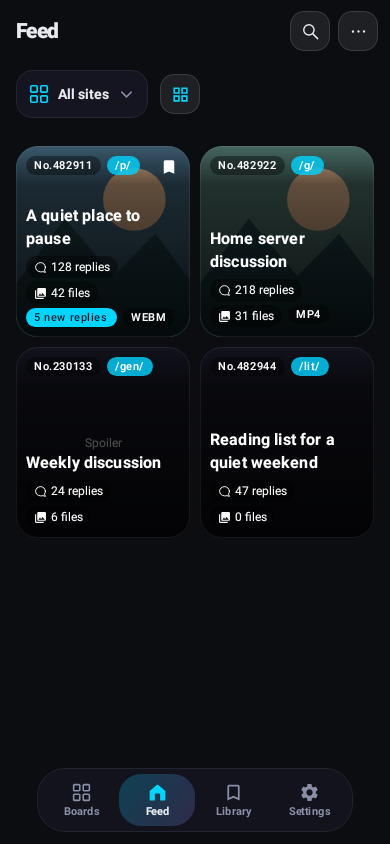 Feed
All sites
No.482911 /p/
A quiet place to
pause
128 replies
42 files
5 new replies WEBM
No.482922 /g/
Home server
discussion
218 replies
31 files MP4
No.230133 /gen/
Spoiler
Weekly discussion
24 replies
6 files
No.482944 /lit/
Reading list for a
quiet weekend
47 replies
0 files
Boards Feed Library Settings